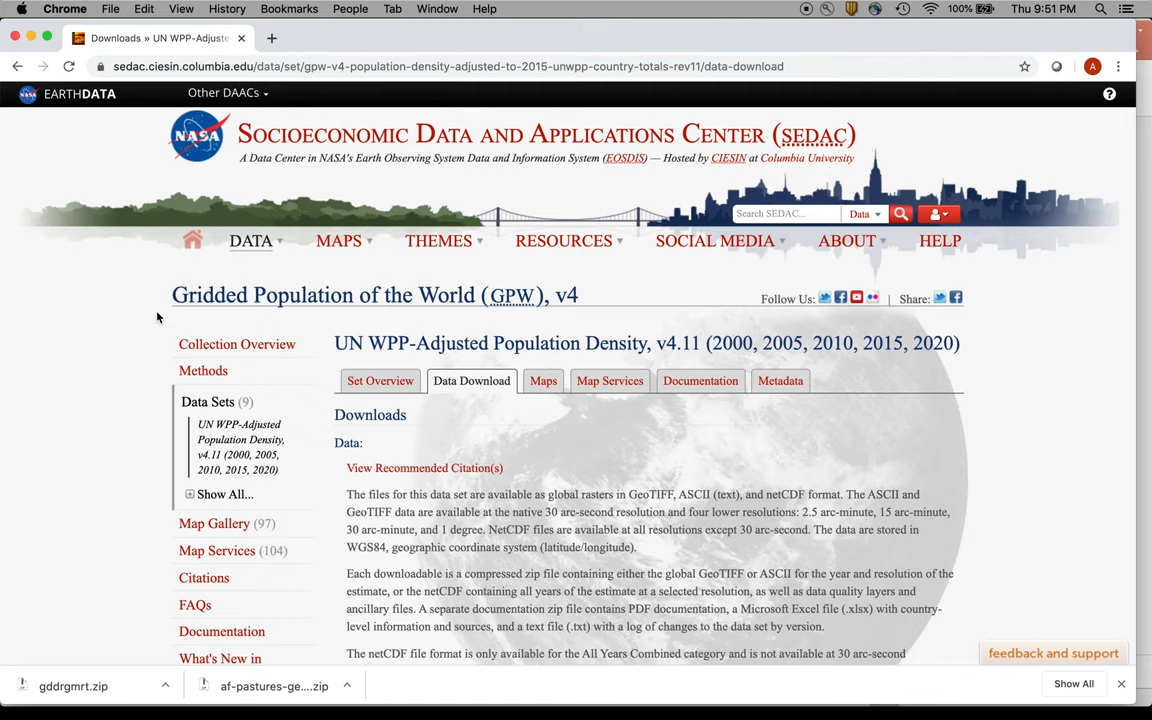 Chrome File Edit View History Bookmarks People Tab Window Help 100% Thu 9:51 PM
Downloads » UN WPP-Adjuste
sedac.ciesin.columbia.edu/data/set/gpw-v4-population-density-adjusted-to-2015-unwpp-country-totals-rev11/data-download A
NASA EARTHDATA Other DAACs ?
NASA
SOCIOECONOMIC DATA AND APPLICATIONS CENTER (SEDAC)
A Data Center in NASA's Earth Observing System Data and Information System (EOSDIS) — Hosted by CIESIN at Columbia University
Search SEDAC... Data
DATA MAPS THEMES RESOURCES SOCIAL MEDIA ABOUT HELP
Gridded Population of the World (GPW), v4
Follow Us: | Share:
Collection Overview
Methods
Data Sets (9)
UN WPP-Adjusted
Population Density,
v4.11 (2000, 2005,
2010, 2015, 2020)
Show All...
Map Gallery (97)
Map Services (104)
Citations
FAQs
Documentation
What's New in
UN WPP-Adjusted Population Density, v4.11 (2000, 2005, 2010, 2015, 2020)
Set Overview Data Download Maps Map Services Documentation Metadata
Downloads
Data:
View Recommended Citation(s)
The files for this data set are available as global rasters in GeoTIFF, ASCII (text), and netCDF format. The ASCII and
GeoTIFF data are available at the native 30 arc-second resolution and four lower resolutions: 2.5 arc-minute, 15 arc-minute,
30 arc-minute, and 1 degree. NetCDF files are available at all resolutions except 30 arc-second. The data are stored in
WGS84, geographic coordinate system (latitude/longitude).
Each downloadable is a compressed zip file containing either the global GeoTIFF or ASCII for the year and resolution of the
estimate, or the netCDF containing all years of the estimate at a selected resolution, as well as data quality layers and
ancillary files. A separate documentation zip file contains PDF documentation, a Microsoft Excel file (.xlsx) with country-
level information and sources, and a text file (.txt) with a log of changes to the data set by version.
The netCDF file format is only available for the All Years Combined category and is not available at 30 arc-second
feedback and support
gddrgmrt.zip af-pastures-ge....zip Show All